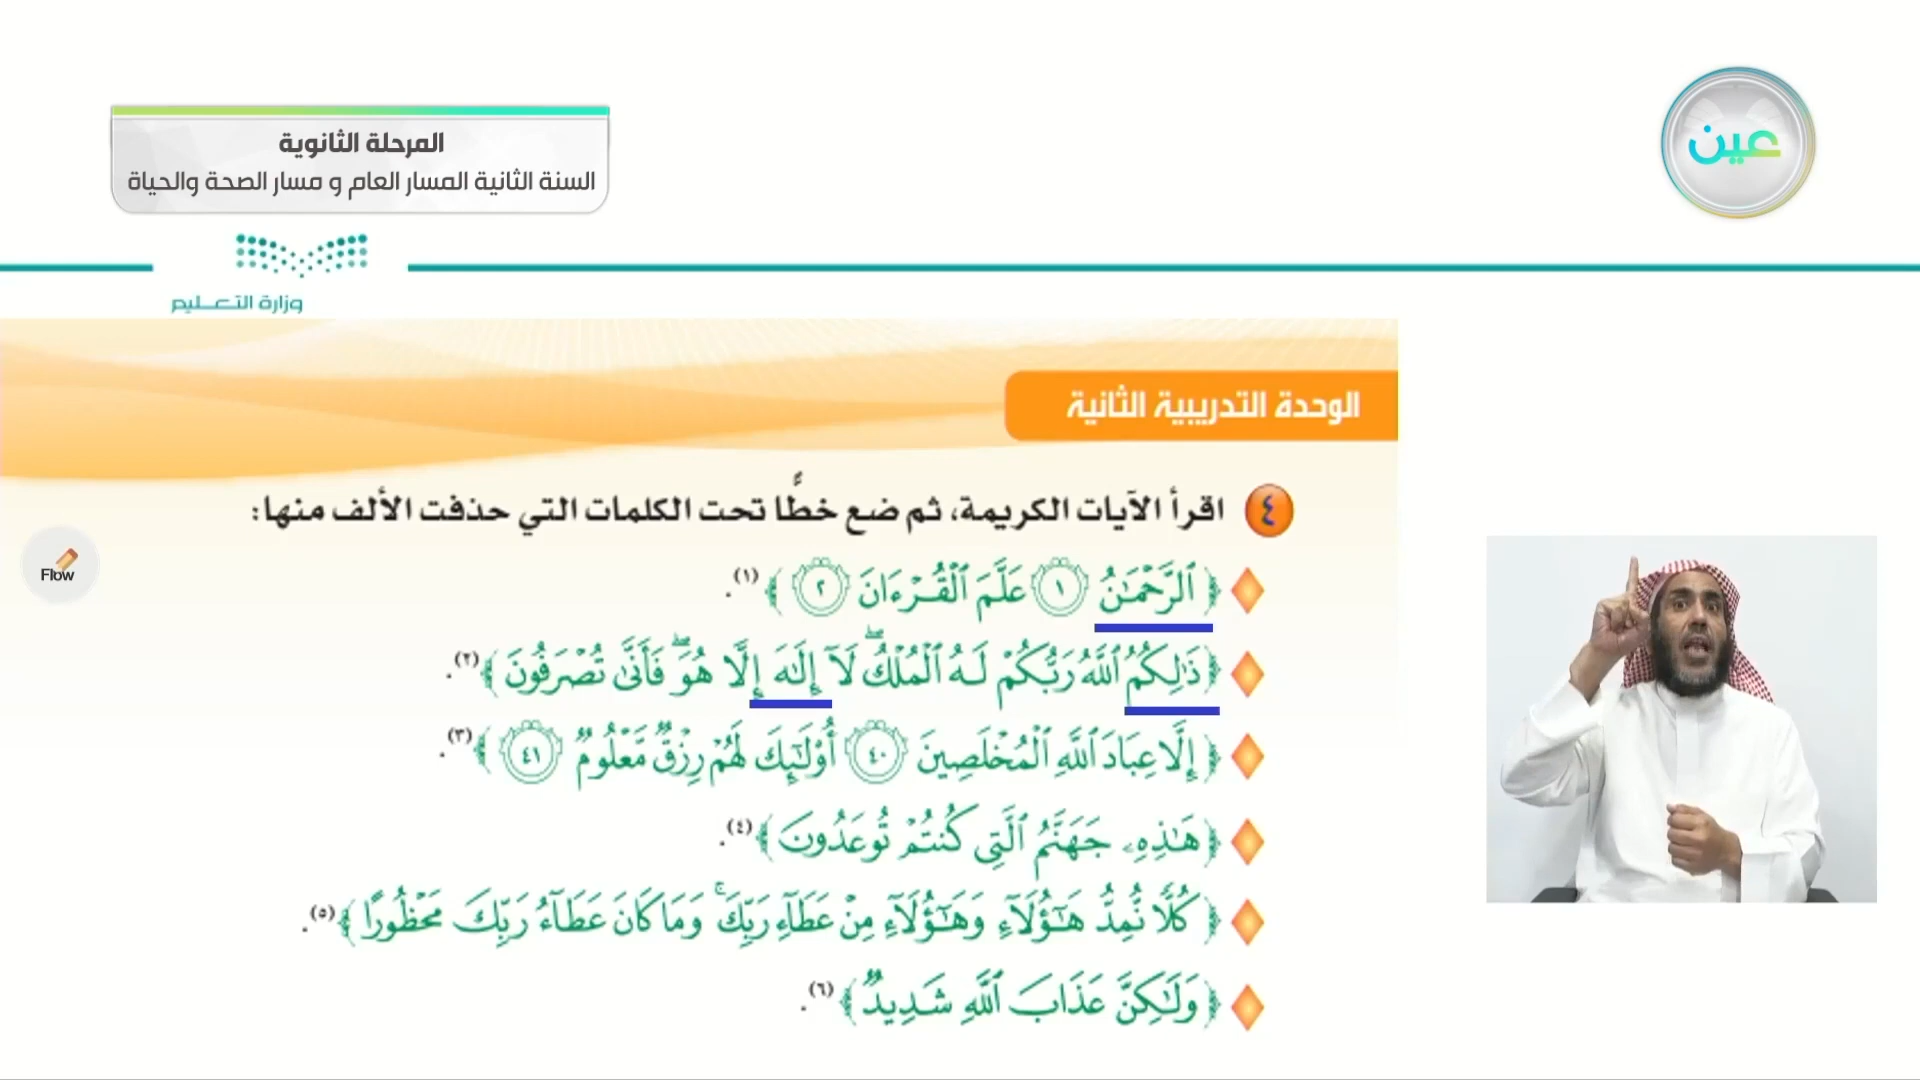 المرحلة الثانوية
السنة الثانية المسار العام و مسار الصحة والحياة
عين
وزارة التعـــليم
الوحدة التدريبية الثانية
٤ اقرأ الآيات الكريمة، ثم ضع خطًّا تحت الكلمات التي حذفت الألف منها:
﴿ ٱلرَّحْمَـٰنُ ١ عَلَّمَ ٱلْقُرْءَانَ ٢ ﴾(١).
﴿ ذَٰلِكُمُ ٱللَّهُ رَبُّكُمْ لَهُ ٱلْمُلْكُ ۖ لَآ إِلَـٰهَ إِلَّا هُوَ ۖ فَأَنَّىٰ تُصْرَفُونَ ﴾(٢).
﴿ إِلَّا عِبَادَ ٱللَّهِ ٱلْمُخْلَصِينَ ٤٠ أُو۟لَـٰٓئِكَ لَهُمْ رِزْقٌ مَّعْلُومٌ ٤١ ﴾(٣).
﴿ هَـٰذِهِۦ جَهَنَّمُ ٱلَّتِى كُنتُمْ تُوعَدُونَ ﴾(٤).
﴿ كُلًّا نُّمِدُّ هَـٰٓؤُلَآءِ وَهَـٰٓؤُلَآءِ مِنْ عَطَآءِ رَبِّكَ ۚ وَمَا كَانَ عَطَآءُ رَبِّكَ مَحْظُورًا ﴾(٥).
﴿ وَلَـٰكِنَّ عَذَابَ ٱللَّهِ شَدِيدٌ ﴾(٦).
Flow